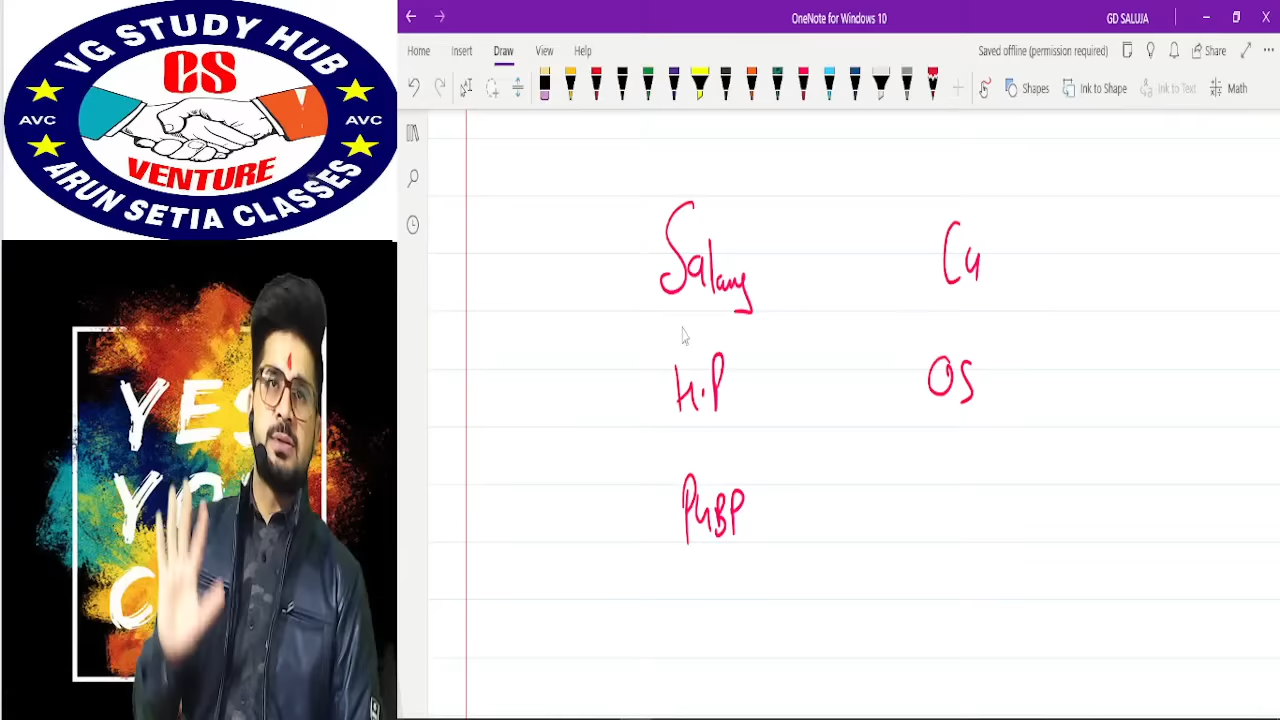 VG STUDY HUB
CS
AVC
AVC
VENTURE
ARUN SETIA CLASSES
YES
YO
C
OneNote for Windows 10
GD SALUJA
Home Insert Draw View Help
Saved offline (permission required)
Share
Shapes
Ink to Shape
Ink to Text
Math
Salary
CG
H.P
OS
PGBP